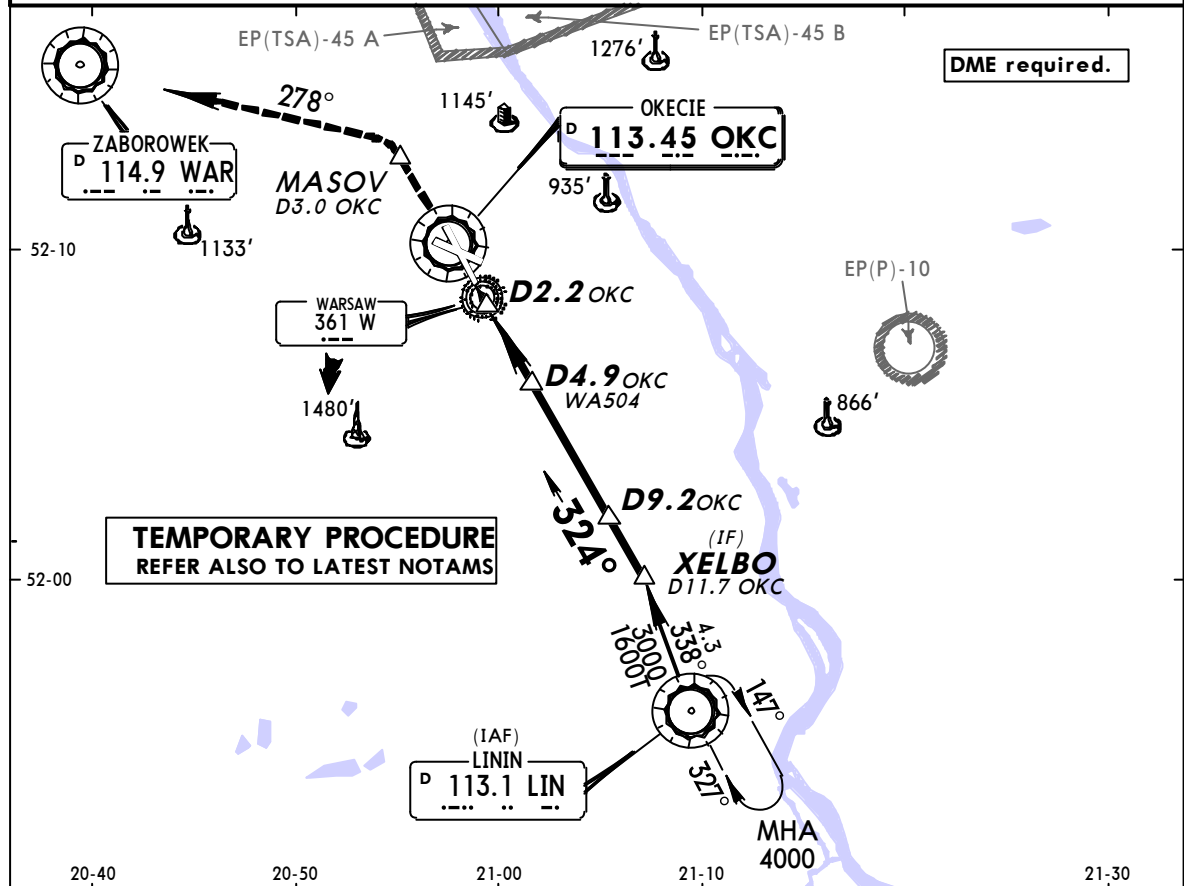 EP(TSA)-45 A
EP(TSA)-45 B
1276'
DME required.
278°
1145'
OKECIE
D 113.45 OKC
ZABOROWEK
D 114.9 WAR
MASOV
D3.0 OKC
935'
1133'
52-10
EP(P)-10
D2.2 OKC
WARSAW
361 W
D4.9 OKC
WA504
1480'
866'
D9.2 OKC
324°
(IF)
XELBO
D11.7 OKC
TEMPORARY PROCEDURE
REFER ALSO TO LATEST NOTAMS
52-00
4.3
338°
3000
1600T
147°
(IAF)
LININ
D 113.1 LIN
327°
MHA
4000
20-40
20-50
21-00
21-10
21-30